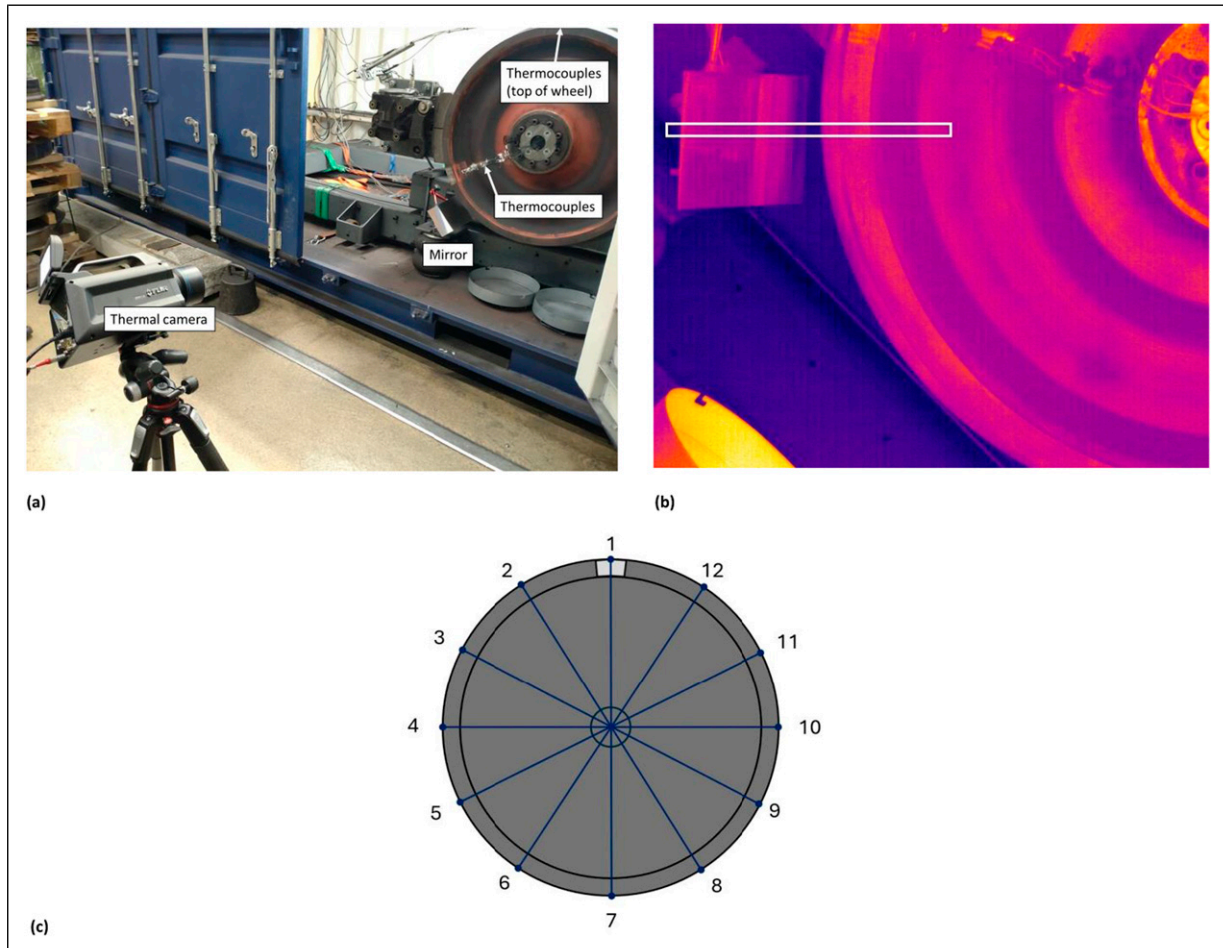 Thermocouples
(top of wheel)
Thermocouples
Mirror
Thermal camera
(a)
(b)
1
2
12
3
11
4
10
5
9
6
8
7
(c)